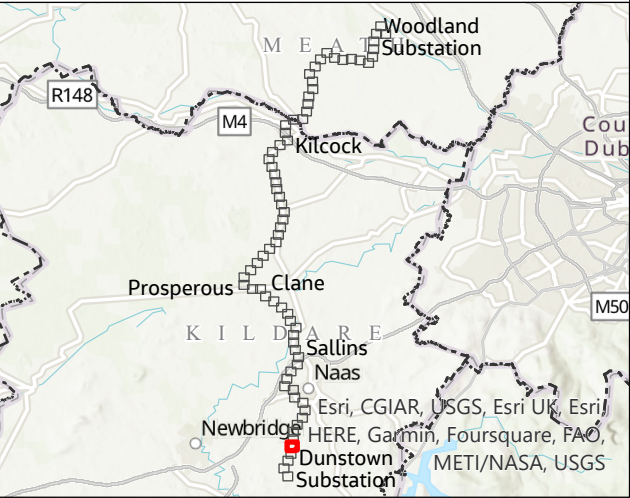 Woodland
Substation
MEATH
R148
M4
Kilcock
Cou
Dub
Prosperous
Clane
M50
KILDARE
Sallins
Naas
Esri, CGIAR, USGS, Esri UK, Esri,
Newbridge
HERE, Garmin, Foursquare, FAO,
METI/NASA, USGS
Dunstown
Substation